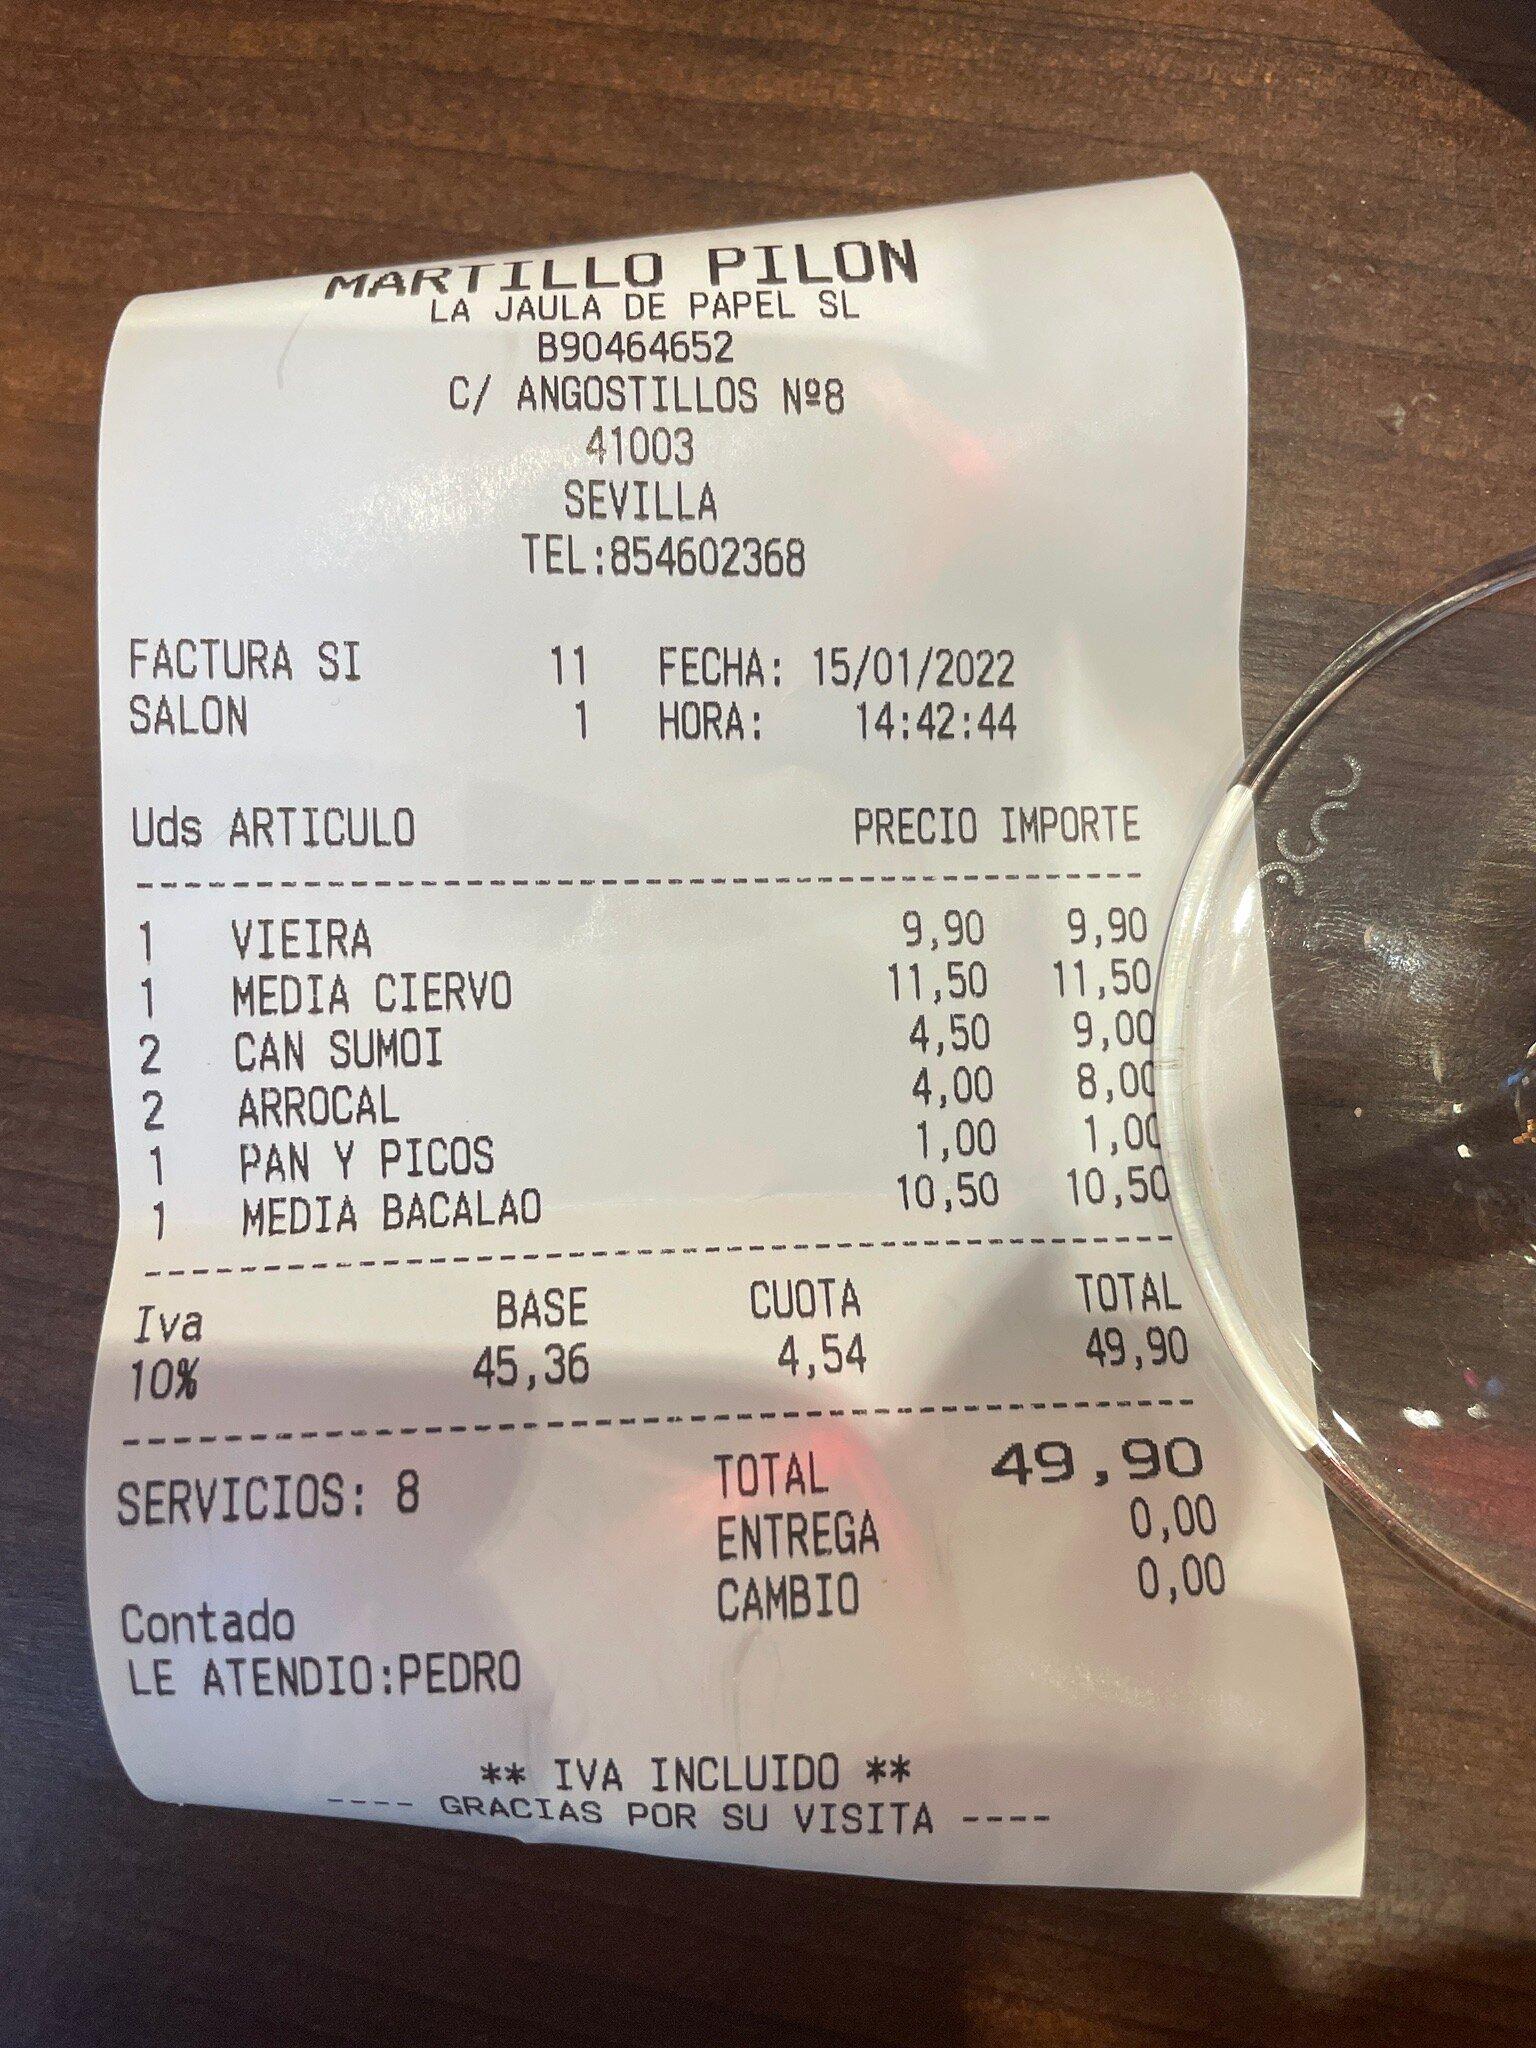 MARTILLO PILON
LA JAULA DE PAPEL SL
B90464652
C/ ANGOSTILLOS Nº8
41003
SEVILLA
TEL:854602368
FACTURA SI 11 FECHA: 15/01/2022
SALON 1 HORA: 14:42:44
Uds ARTICULO PRECIO IMPORTE
1 VIEIRA 9,90 9,90
1 MEDIA CIERVO 11,50 11,50
2 CAN SUMOI 4,50 9,00
2 ARROCAL 4,00 8,00
1 PAN Y PICOS 1,00 1,00
1 MEDIA BACALAO 10,50 10,50
Iva BASE CUOTA TOTAL
10% 45,36 4,54 49,90
SERVICIOS: 8 TOTAL 49,90
ENTREGA 0,00
CAMBIO 0,00
Contado
LE ATENDIO:PEDRO
** IVA INCLUIDO **
---- GRACIAS POR SU VISITA ----